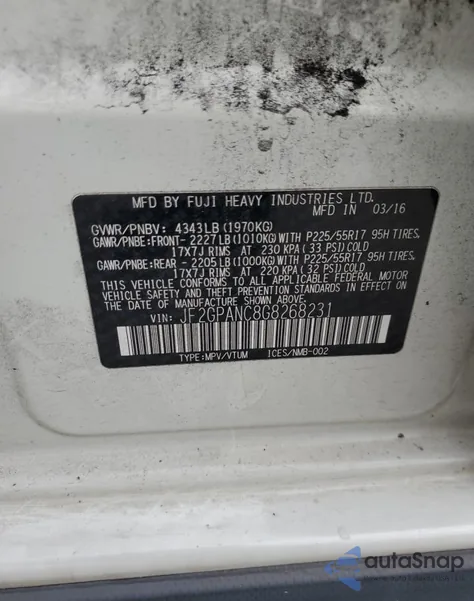 MFD BY FUJI HEAVY INDUSTRIES LTD.
MFD IN 03/16
GVWR/PNBV: 4343LB(1970KG)
GAWR/PNBE:FRONT- 2227LB(1010KG)WITH P225/55R17 95H TIRES,
17X7J RIMS AT 230 KPA (33 PSI)COLD
GAWR/PNBE:REAR - 2205LB(1000KG)WITH P225/55R17 95H TIRES,
17X7J RIMS AT 220 KPA (32 PSI)COLD
THIS VEHICLE CONFORMS TO ALL APPLICABLE FEDERAL MOTOR
VEHICLE SAFETY AND THEFT PREVENTION STANDARDS IN EFFECT ON
THE DATE OF MANUFACTURE SHOWN ABOVE.
VIN: JF2GPANC8G8268231
TYPE:MPV/VTUM ICES/NMB-002
autoSnap